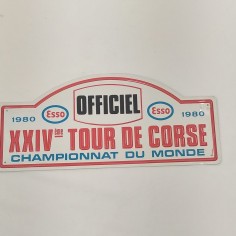 OFFICIEL
1980 Esso Esso 1980
XXIVème TOUR DE CORSE
CHAMPIONNAT DU MONDE